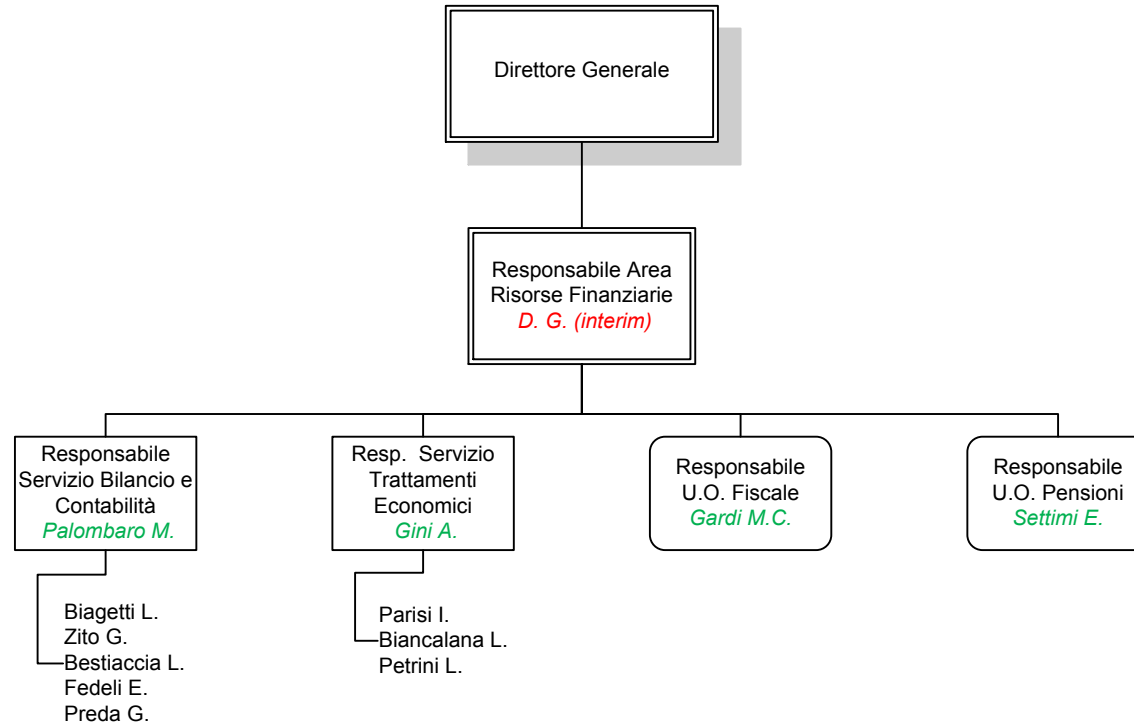 Direttore Generale
Responsabile Area
Risorse Finanziarie
D. G. (interim)
Responsabile
Servizio Bilancio e
Contabilità
Palombaro M.
Resp. Servizio
Trattamenti
Economici
Gini A.
Responsabile
U.O. Fiscale
Gardi M.C.
Responsabile
U.O. Pensioni
Settimi E.
Biagetti L.
Zito G.
Bestiaccia L.
Fedeli E.
Preda G.
Parisi I.
Biancalana L.
Petrini L.